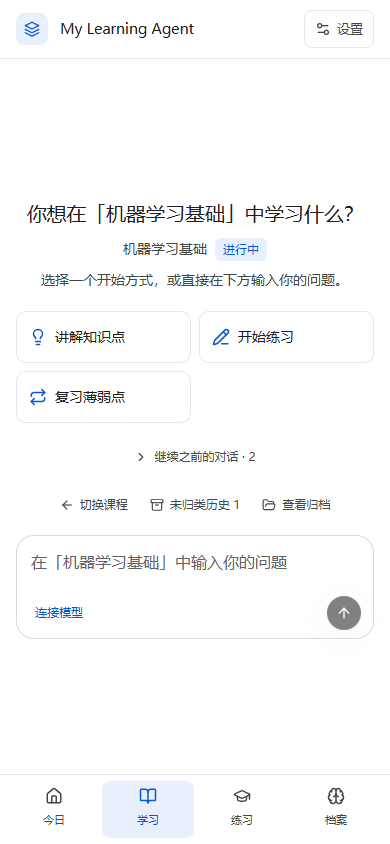 My Learning Agent
设置
你想在「机器学习基础」中学习什么？
机器学习基础 进行中
选择一个开始方式，或直接在下方输入你的问题。
讲解知识点
开始练习
复习薄弱点
继续之前的对话 · 2
切换课程 未归类历史 1 查看归档
在「机器学习基础」中输入你的问题
连接模型
今日 学习 练习 档案